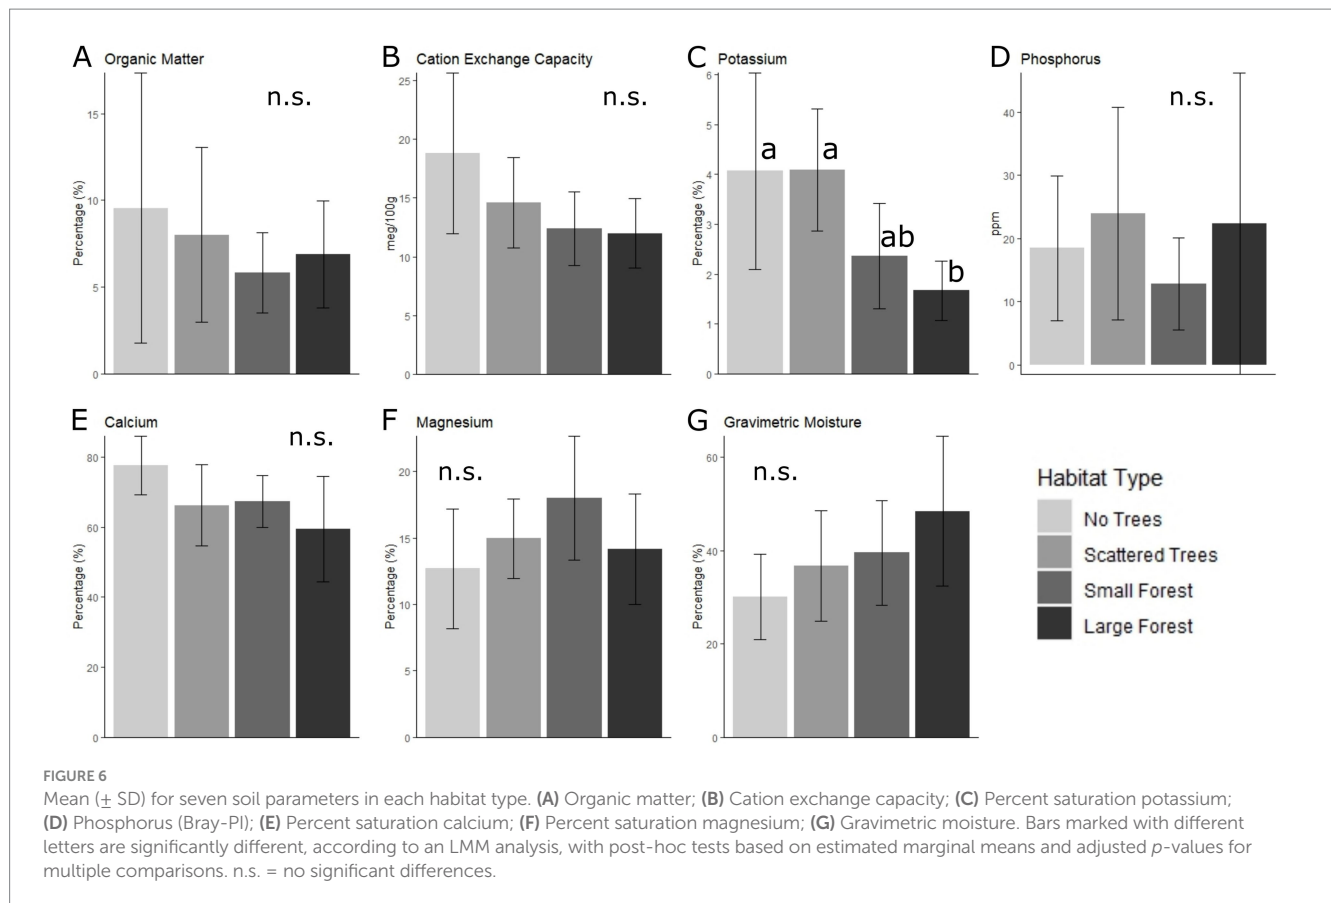 A Organic Matter
n.s.
Percentage (%)
15
10
5
0
B Cation Exchange Capacity
n.s.
meg/100g
25
20
15
10
5
0
C Potassium
Percentage (%)
6
5
4
3
2
1
0
a
a
ab
b
D Phosphorus
n.s.
ppm
40
30
20
10
0
E Calcium
n.s.
Percentage (%)
80
60
40
20
0
F Magnesium
n.s.
Percentage (%)
20
15
10
5
0
G Gravimetric Moisture
n.s.
Percentage (%)
60
40
20
0
Habitat Type
No Trees
Scattered Trees
Small Forest
Large Forest
FIGURE 6
Mean (± SD) for seven soil parameters in each habitat type. (A) Organic matter; (B) Cation exchange capacity; (C) Percent saturation potassium;
(D) Phosphorus (Bray-PI); (E) Percent saturation calcium; (F) Percent saturation magnesium; (G) Gravimetric moisture. Bars marked with different
letters are significantly different, according to an LMM analysis, with post-hoc tests based on estimated marginal means and adjusted p-values for
multiple comparisons. n.s. = no significant differences.